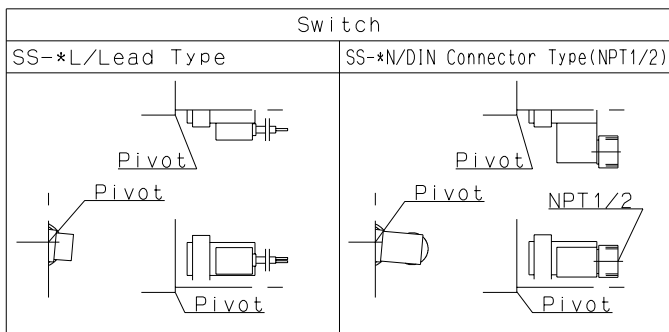 Switch
SS-*L/Lead Type
SS-*N/DIN Connector Type(NPT1/2)
Pivot
Pivot
Pivot
Pivot
NPT1/2
Pivot
Pivot